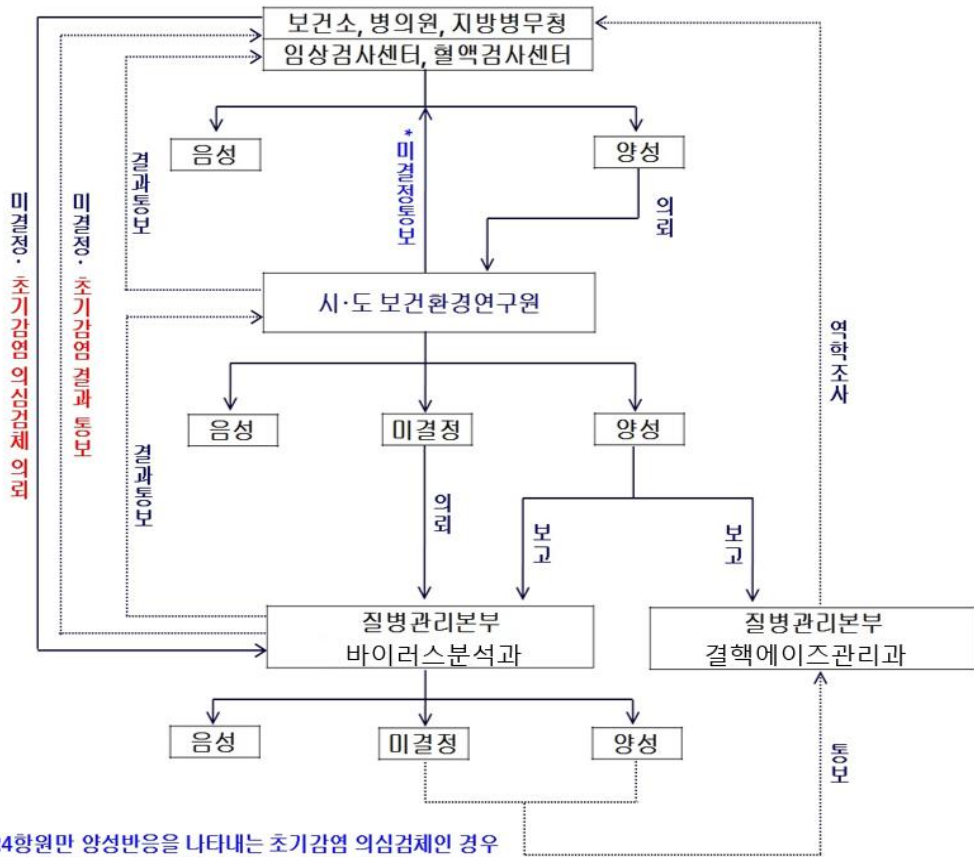 보건소, 병의원, 지방병무청
임상검사센터, 혈액검사센터
음성
*미결정통보
양성
결과통보
의뢰
미결정· 초기감염 의심검체 의뢰
미결정· 초기감염 결과 통보
시·도 보건환경연구원
역학조사
음성
미결정
양성
결과통보
의뢰
보고
보고
질병관리본부
바이러스분석과
질병관리본부
결핵에이즈관리과
음성
미결정
양성
통보
24항원만 양성반응을 나타내는 초기감염 의심검체인 경우